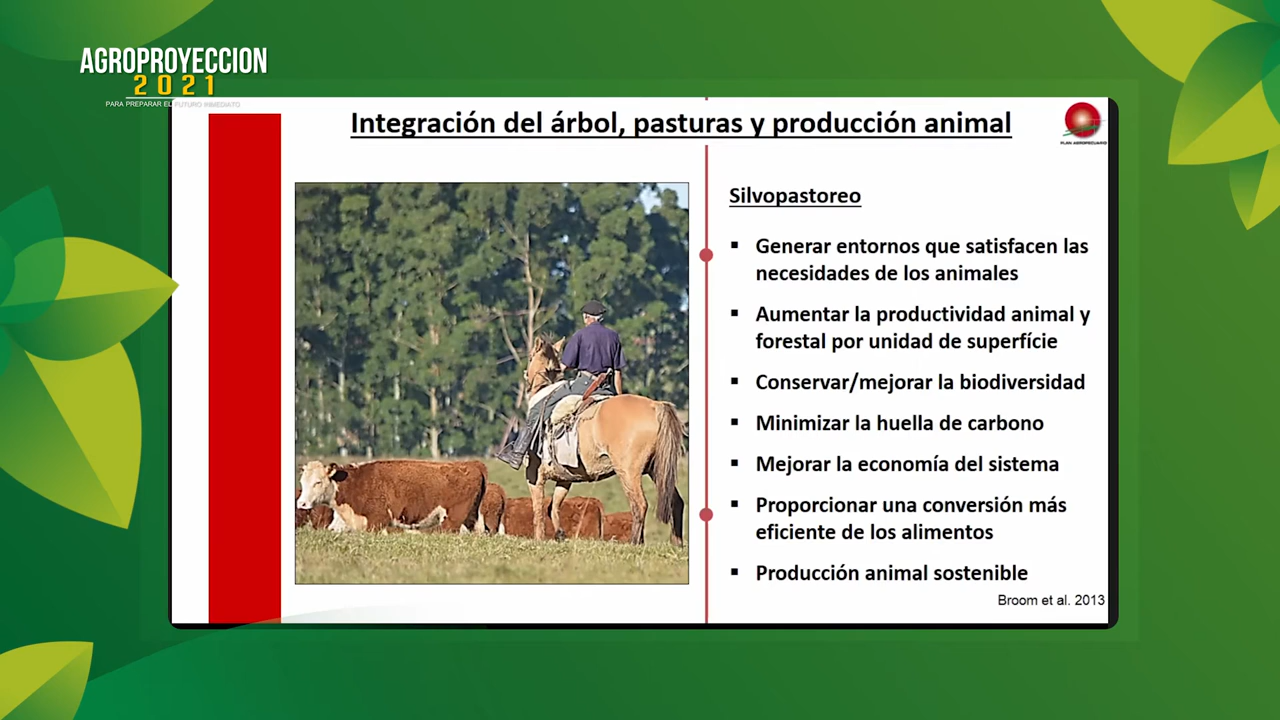 AGROPROYECCION
2021
PARA PREPARAR EL FUTURO INMEDIATO
Integración del árbol, pasturas y producción animal
PLAN AGROPECUARIO
Silvopastoreo
▪ Generar entornos que satisfacen las
necesidades de los animales
▪ Aumentar la productividad animal y
forestal por unidad de superfície
▪ Conservar/mejorar la biodiversidad
▪ Minimizar la huella de carbono
▪ Mejorar la economía del sistema
▪ Proporcionar una conversión más
eficiente de los alimentos
▪ Producción animal sostenible
Broom et al. 2013